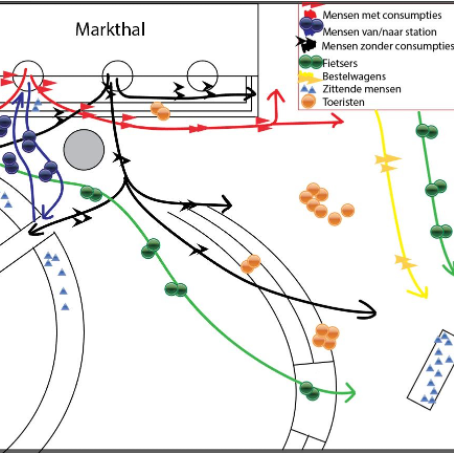 Markthal
Mensen met consumpties
Mensen van/naar station
Mensen zonder consumpties
Fietsers
Bestelwagens
Zittende mensen
Toeristen